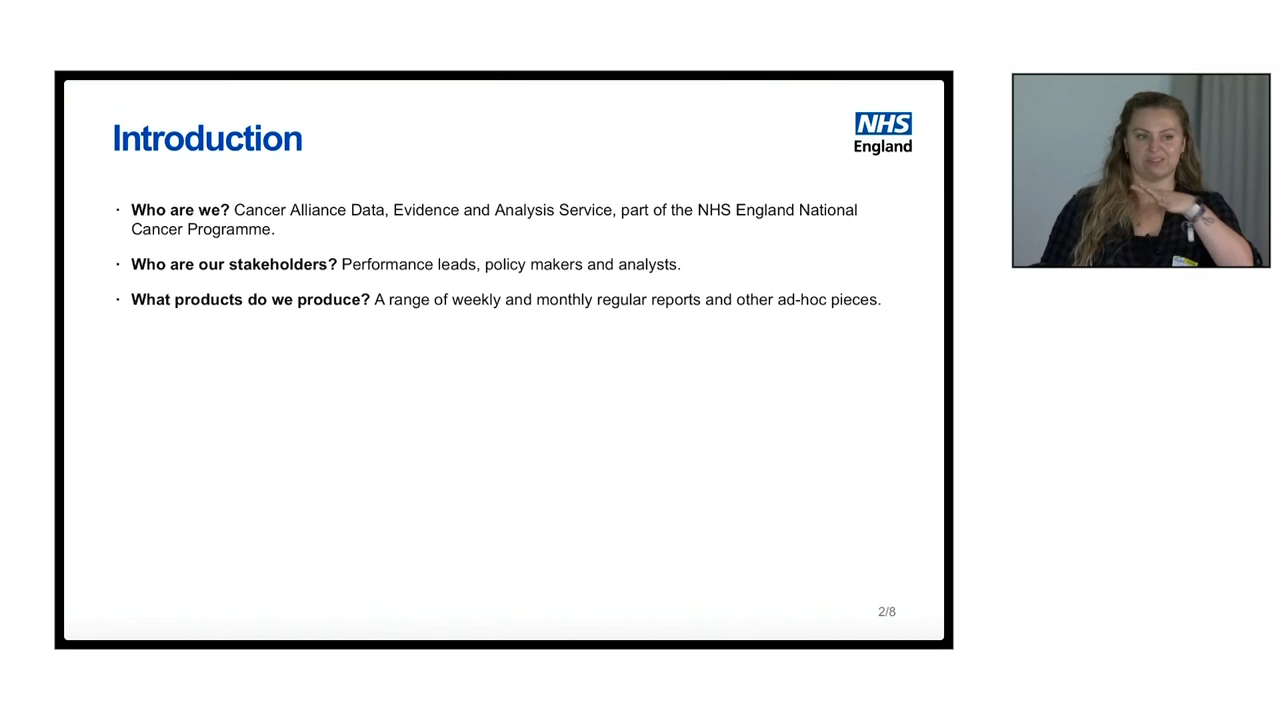 Introduction
NHS
England
· Who are we? Cancer Alliance Data, Evidence and Analysis Service, part of the NHS England National
Cancer Programme.
· Who are our stakeholders? Performance leads, policy makers and analysts.
· What products do we produce? A range of weekly and monthly regular reports and other ad-hoc pieces.
2/8